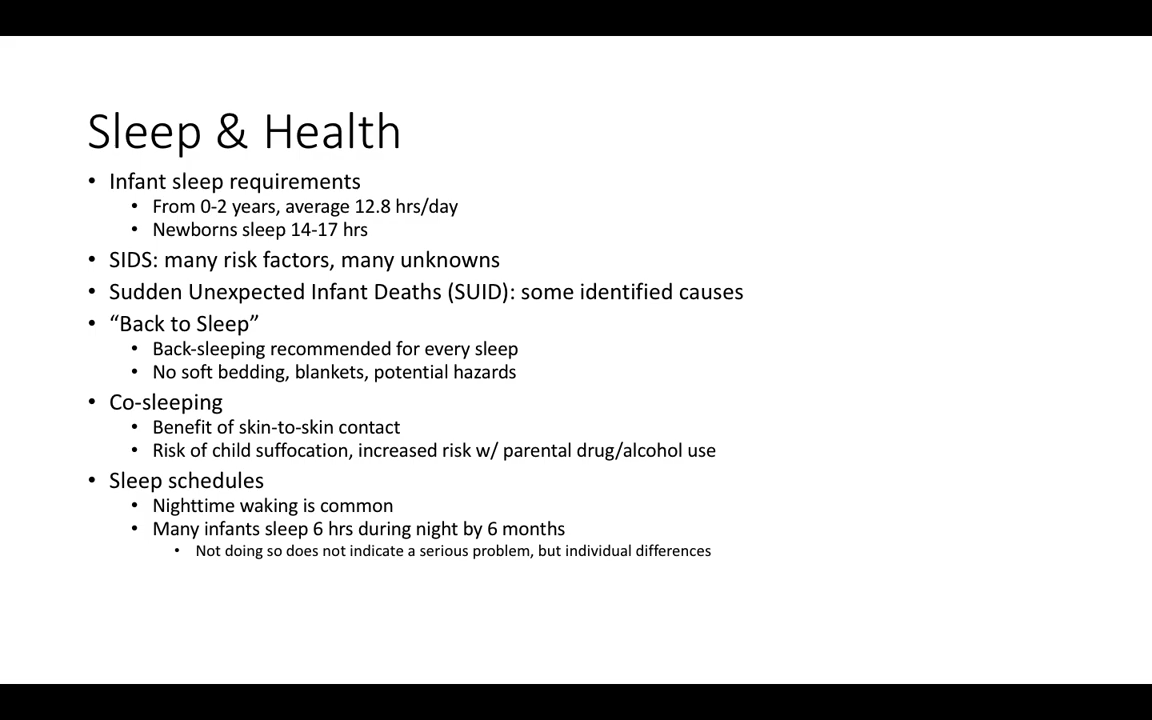 Sleep & Health
• Infant sleep requirements
• From 0-2 years, average 12.8 hrs/day
• Newborns sleep 14-17 hrs
• SIDS: many risk factors, many unknowns
• Sudden Unexpected Infant Deaths (SUID): some identified causes
• “Back to Sleep”
• Back-sleeping recommended for every sleep
• No soft bedding, blankets, potential hazards
• Co-sleeping
• Benefit of skin-to-skin contact
• Risk of child suffocation, increased risk w/ parental drug/alcohol use
• Sleep schedules
• Nighttime waking is common
• Many infants sleep 6 hrs during night by 6 months
• Not doing so does not indicate a serious problem, but individual differences